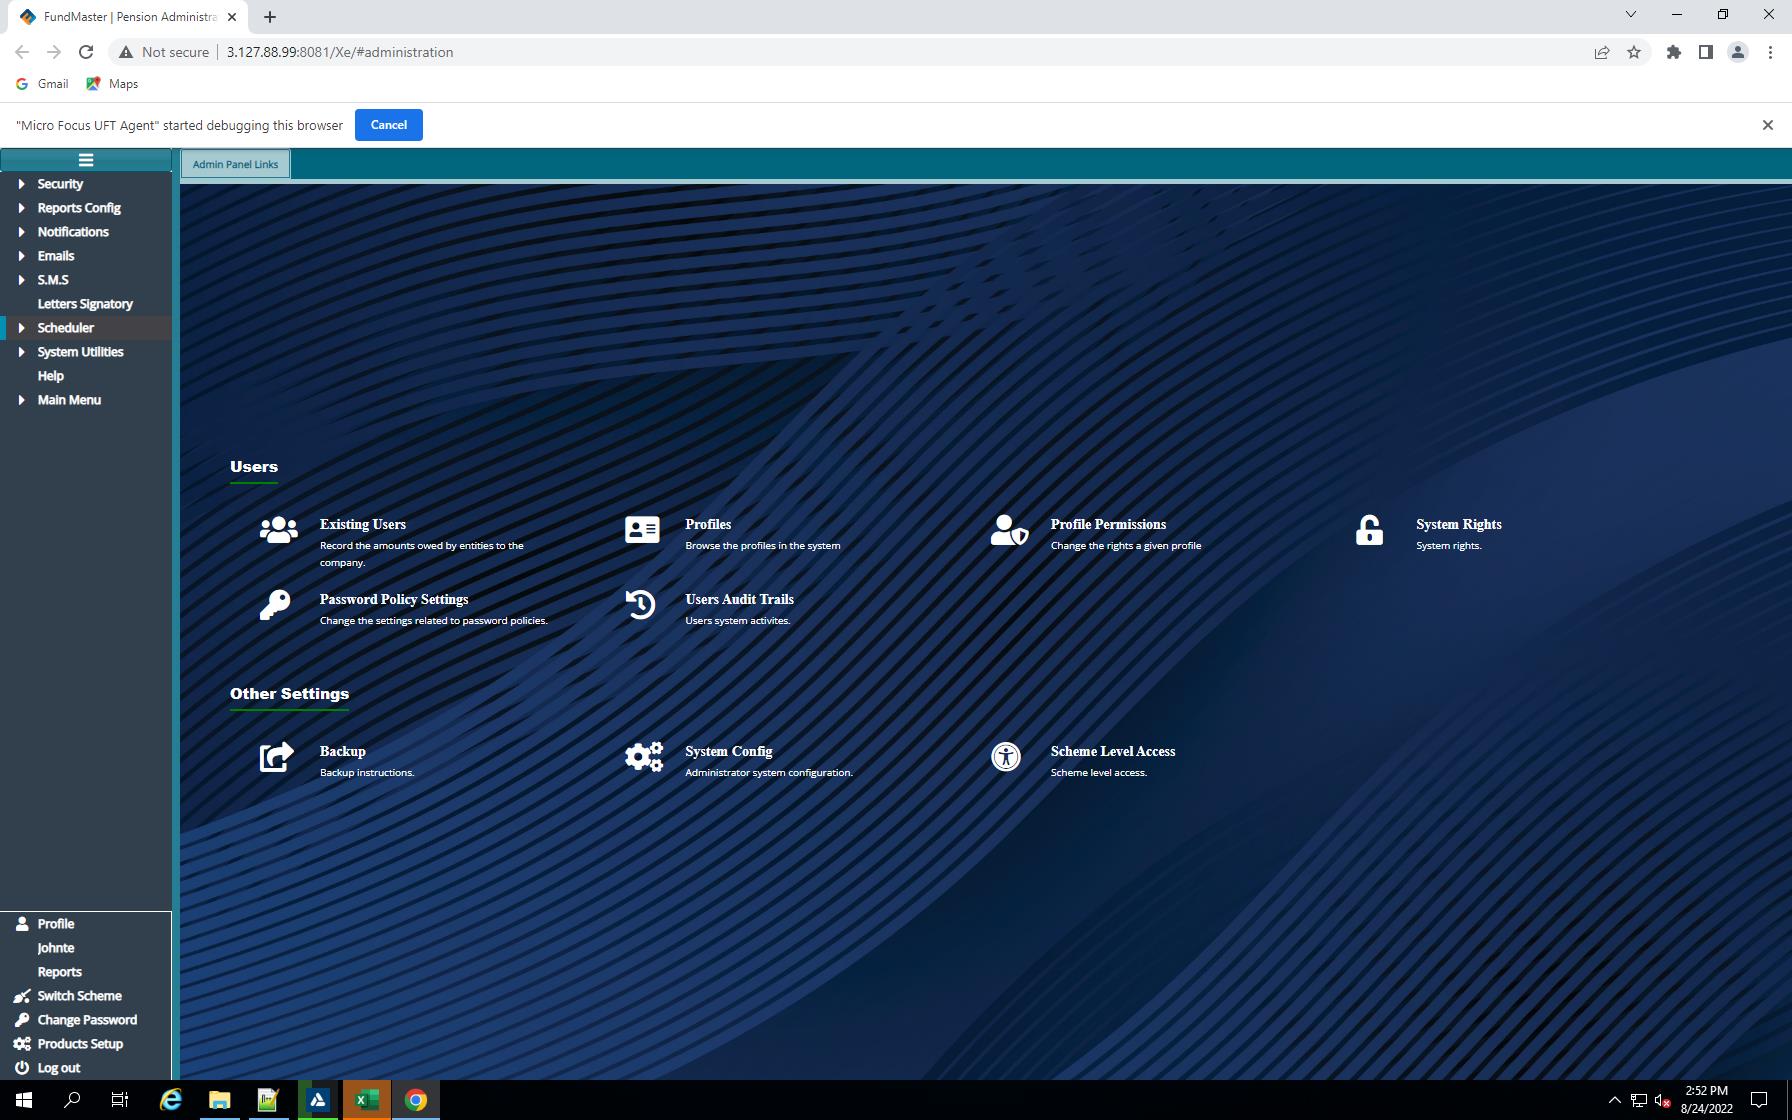 FundMaster | Pension Administra
Not secure
3.127.88.99:8081/Xe/#administration
Gmail
Maps
"Micro Focus UFT Agent" started debugging this browser
Cancel
Admin Panel Links
Security
Reports Config
Notifications
Emails
S.M.S
Letters Signatory
Scheduler
System Utilities
Help
Main Menu
Users
Existing Users
Record the amounts owed by entities to the
company.
Profiles
Browse the profiles in the system
Profile Permissions
Change the rights a given profile
System Rights
System rights.
Password Policy Settings
Change the settings related to password policies.
Users Audit Trails
Users system activites.
Other Settings
Backup
Backup instructions.
System Config
Administrator system configuration.
Scheme Level Access
Scheme level access.
Profile
Johnte
Reports
Switch Scheme
Change Password
Products Setup
Log out
2:52 PM
8/24/2022